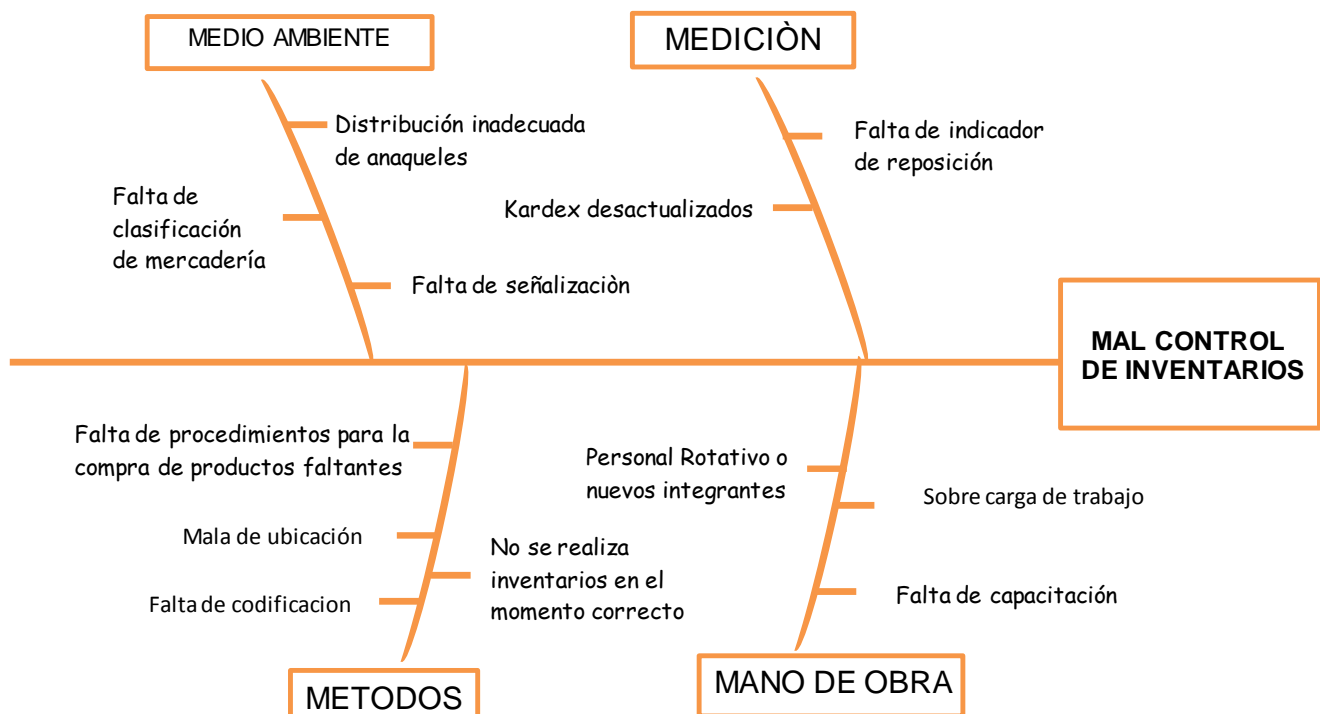 MEDIO AMBIENTE
MEDICIÒN
Distribución inadecuada
de anaqueles
Falta de
clasificación
de mercadería
Falta de señalizaciòn
Falta de indicador
de reposición
Kardex desactualizados
MAL CONTROL
DE INVENTARIOS
Falta de procedimientos para la
compra de productos faltantes
Mala de ubicación
Falta de codificacion
No se realiza
inventarios en el
momento correcto
Personal Rotativo o
nuevos integrantes
Sobre carga de trabajo
Falta de capacitación
METODOS
MANO DE OBRA